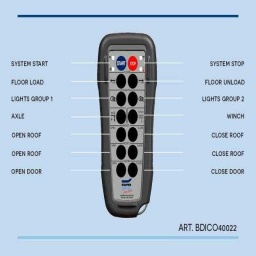 SYSTEM START START STOP SYSTEM STOP
FLOOR LOAD FLOOR UNLOAD
LIGHTS GROUP 1 LIGHTS GROUP 2
AXLE WINCH
OPEN ROOF CLOSE ROOF
OPEN ROOF CLOSE ROOF
OPEN DOOR CLOSE DOOR
ART. BDICO40022